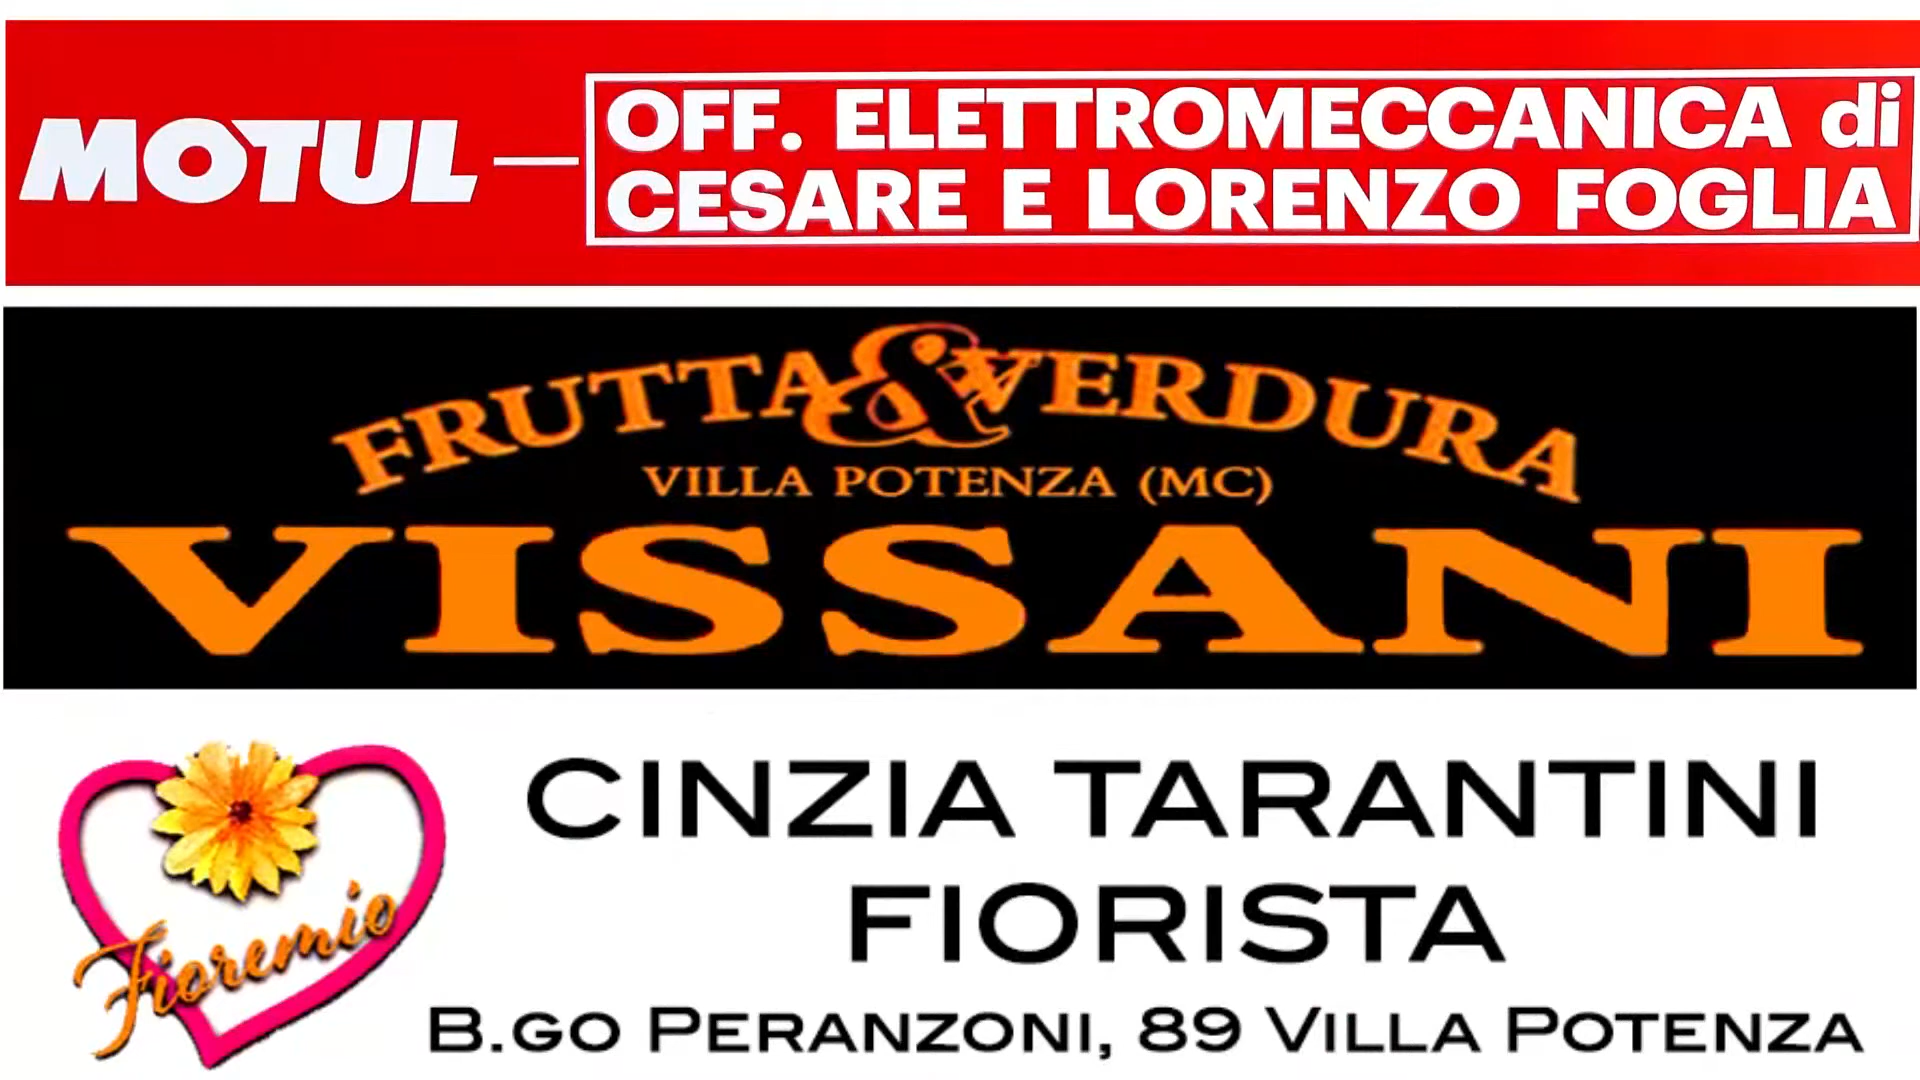 MOTUL
OFF. ELETTROMECCANICA di
CESARE E LORENZO FOGLIA
FRUTTA & VERDURA
VILLA POTENZA (MC)
VISSANI
Fioremio
CINZIA TARANTINI
FIORISTA
B.GO PERANZONI, 89 VILLA POTENZA